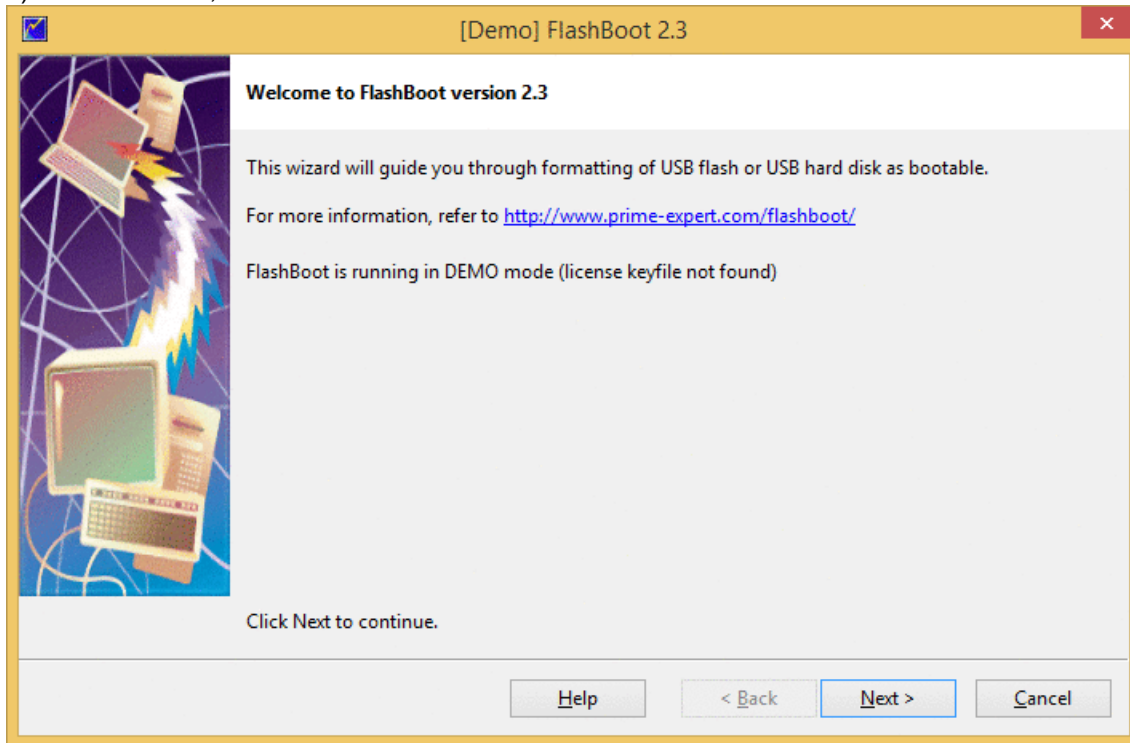 [Demo] FlashBoot 2.3
Welcome to FlashBoot version 2.3
This wizard will guide you through formatting of USB flash or USB hard disk as bootable.
For more information, refer to http://www.prime-expert.com/flashboot/
FlashBoot is running in DEMO mode (license keyfile not found)
Click Next to continue.
Help
< Back
Next >
Cancel